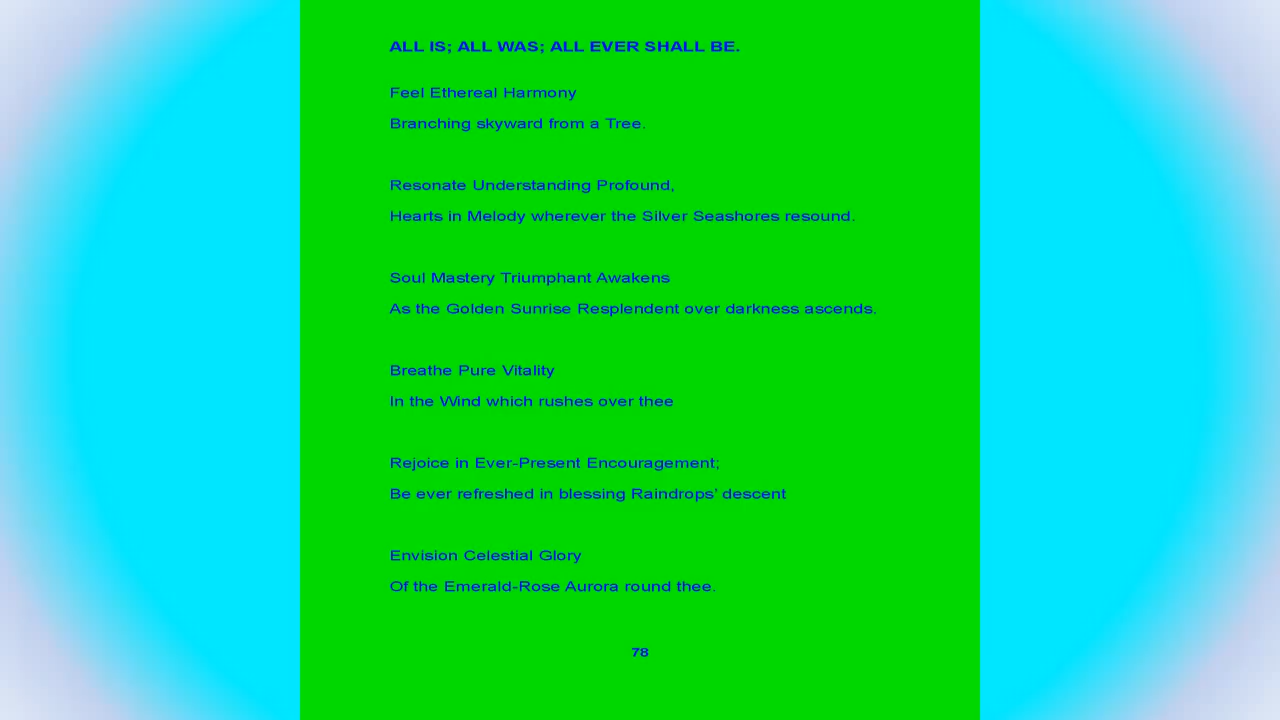 ALL IS; ALL WAS; ALL EVER SHALL BE.
Feel Ethereal Harmony
Branching skyward from a Tree.
Resonate Understanding Profound,
Hearts in Melody wherever the Silver Seashores resound.
Soul Mastery Triumphant Awakens
As the Golden Sunrise Resplendent over darkness ascends.
Breathe Pure Vitality
In the Wind which rushes over thee
Rejoice in Ever-Present Encouragement;
Be ever refreshed in blessing Raindrops' descent
Envision Celestial Glory
Of the Emerald-Rose Aurora round thee.
78